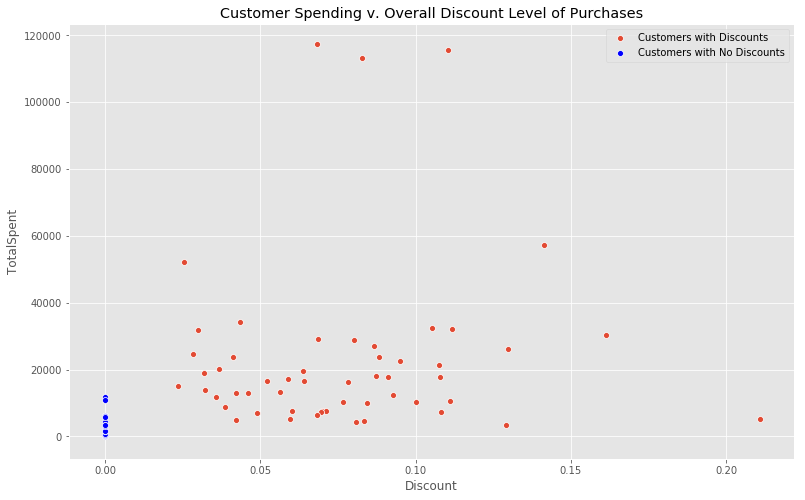 Customer Spending v. Overall Discount Level of Purchases
Customers with Discounts
Customers with No Discounts
120000
100000
80000
60000
40000
20000
0
TotalSpent
0.00 0.05 0.10 0.15 0.20
Discount